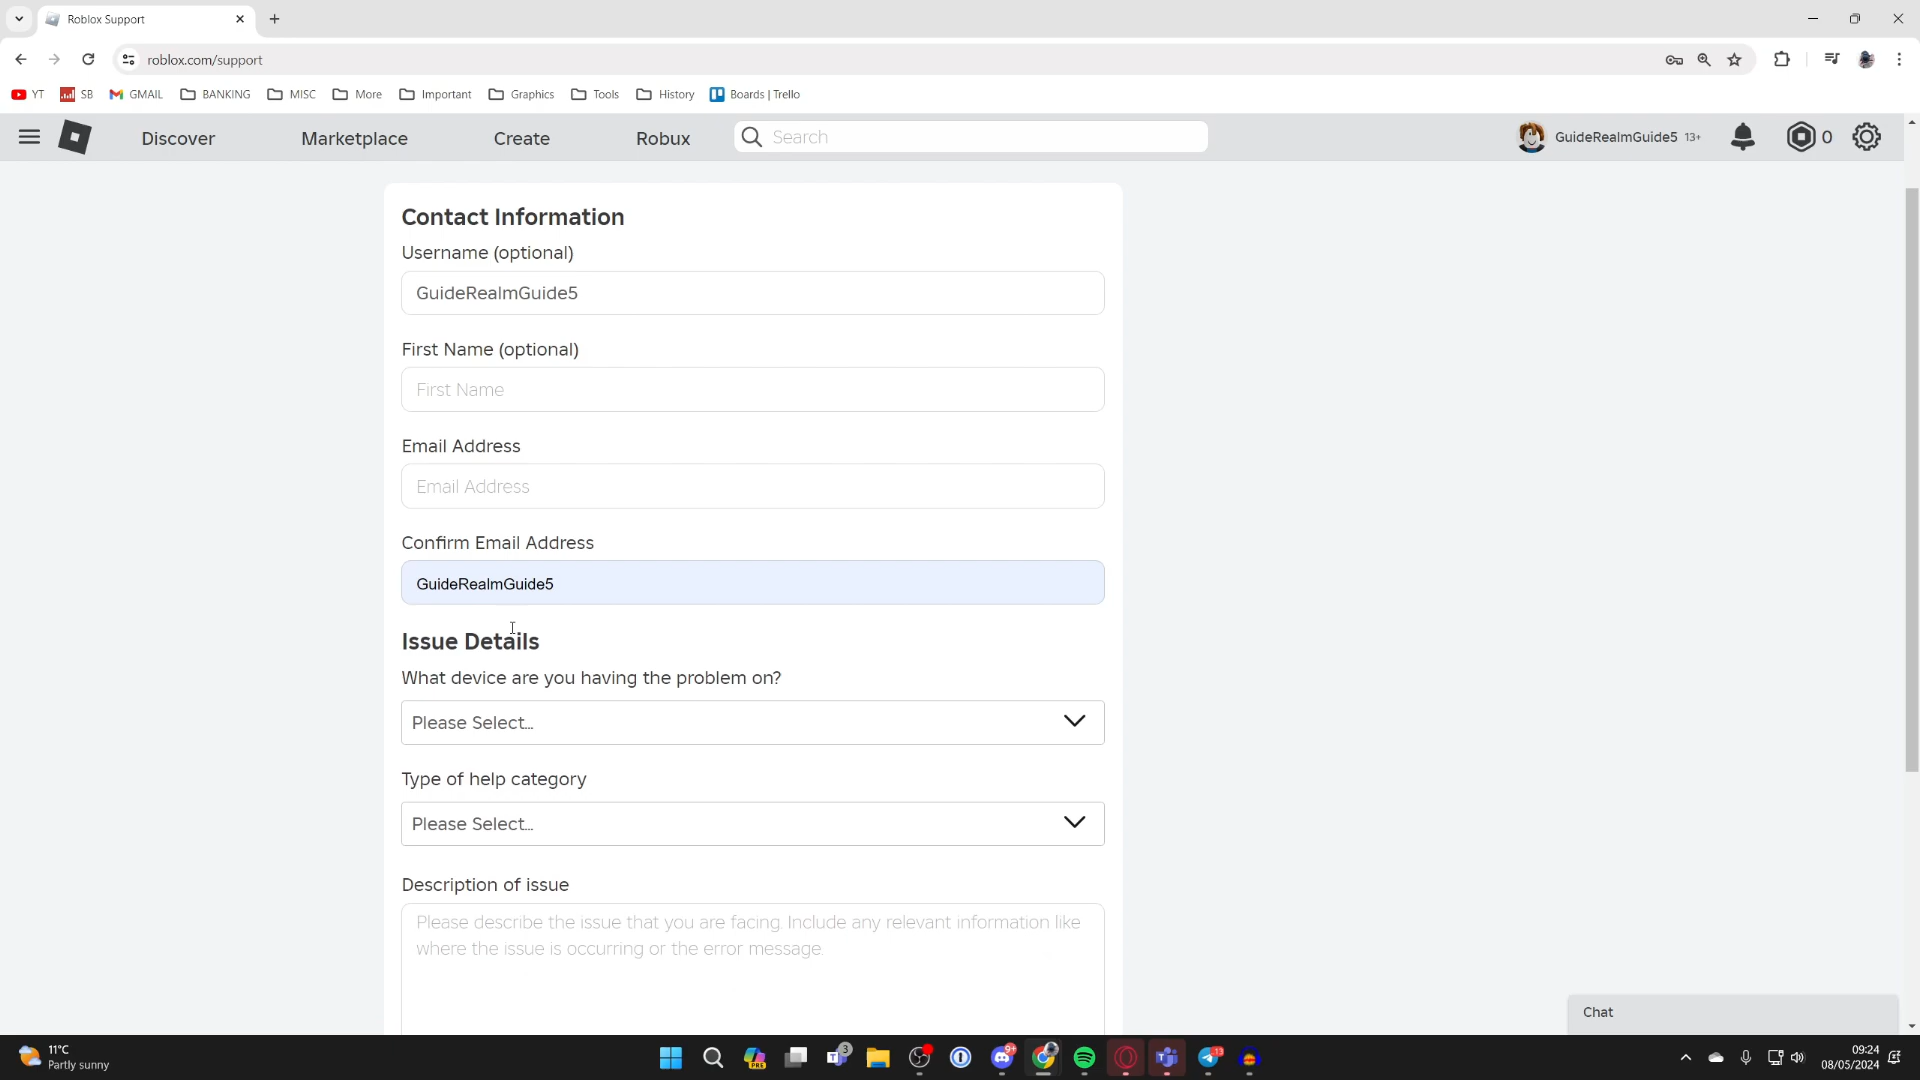 Roblox Support
roblox.com/support
YT
SB
GMAIL
BANKING
MISC
More
Important
Graphics
Tools
History
Boards | Trello
Discover
Marketplace
Create
Robux
Search
GuideRealmGuide5 13+
0
Contact Information
Username (optional)
GuideRealmGuide5
First Name (optional)
First Name
Email Address
Email Address
Confirm Email Address
GuideRealmGuide5
Issue Details
What device are you having the problem on?
Please Select...
Type of help category
Please Select...
Description of issue
Please describe the issue that you are facing. Include any relevant information like
where the issue is occurring or the error message.
Chat
11°C
Partly sunny
PRE
3
9+
13
09:24
08/05/2024